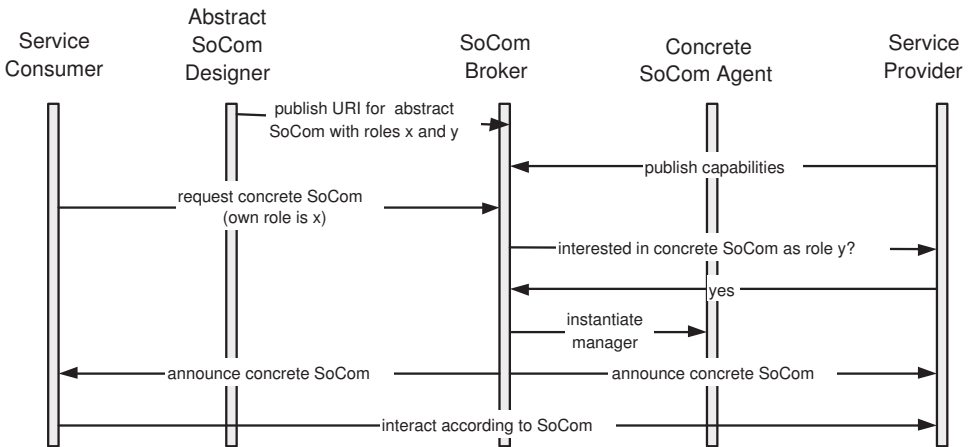 Service
Consumer
Abstract
SoCom
Designer
SoCom
Broker
Concrete
SoCom Agent
Service
Provider
publish URI for abstract
SoCom with roles x and y
publish capabilities
request concrete SoCom
(own role is x)
interested in concrete SoCom as role y?
yes
instantiate
manager
announce concrete SoCom
announce concrete SoCom
interact according to SoCom